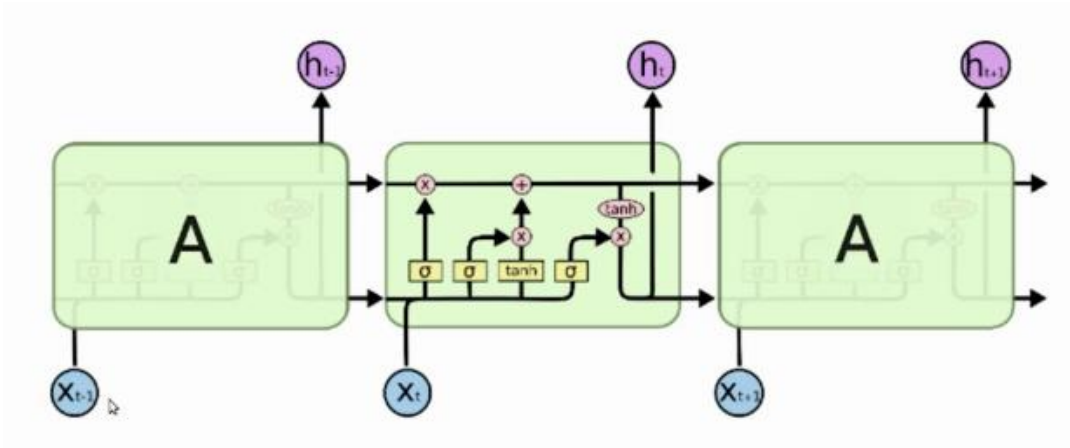 h t-1 h t h t+1
x + tanh
A x x A
σ σ tanh σ
X t-1 X t X t+1